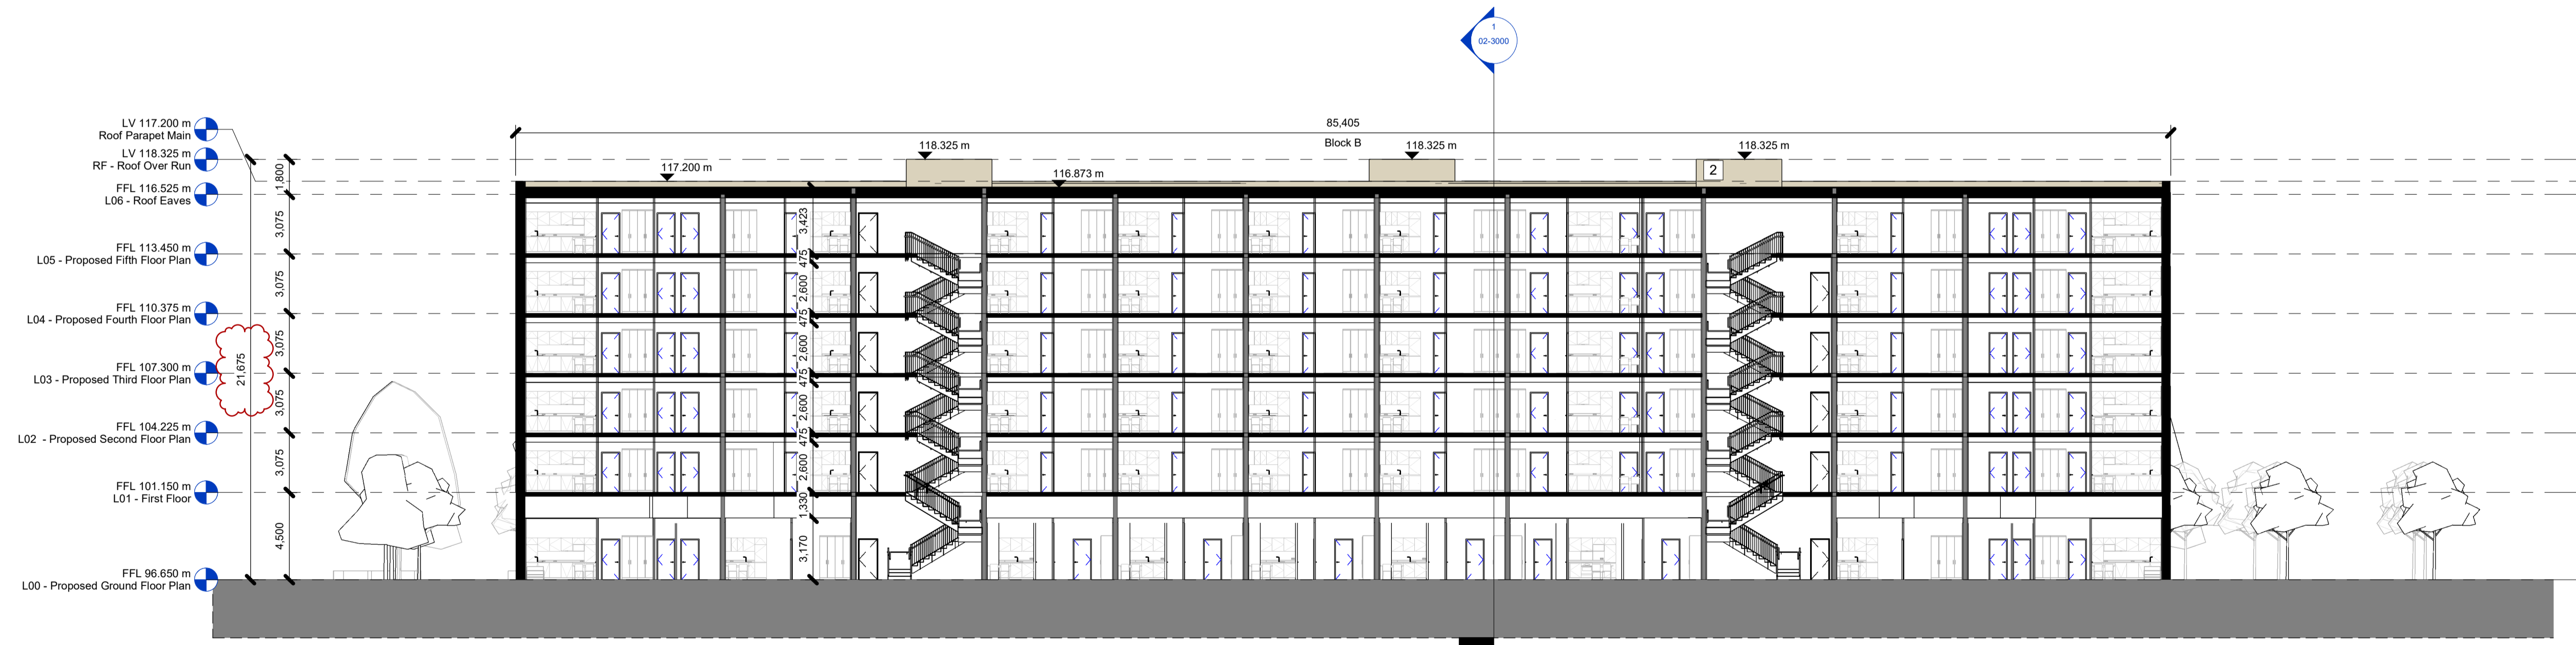 1
02-3000
85,405
Block B
LV 117.200 m
Roof Parapet Main
LV 118.325 m
RF - Roof Over Run
FFL 116.525 m
L06 - Roof Eaves
FFL 113.450 m
L05 - Proposed Fifth Floor Plan
FFL 110.375 m
L04 - Proposed Fourth Floor Plan
FFL 107.300 m
L03 - Proposed Third Floor Plan
FFL 104.225 m
L02 - Proposed Second Floor Plan
FFL 101.150 m
L01 - First Floor
FFL 96.650 m
L00 - Proposed Ground Floor Plan
21,675
1,800
3,075
3,075
3,075
3,075
3,075
4,500
117.200 m
118.325 m
116.873 m
118.325 m
118.325 m
2
3,423
475
2,600
475
2,600
475
2,600
475
2,600
1,330
3,170